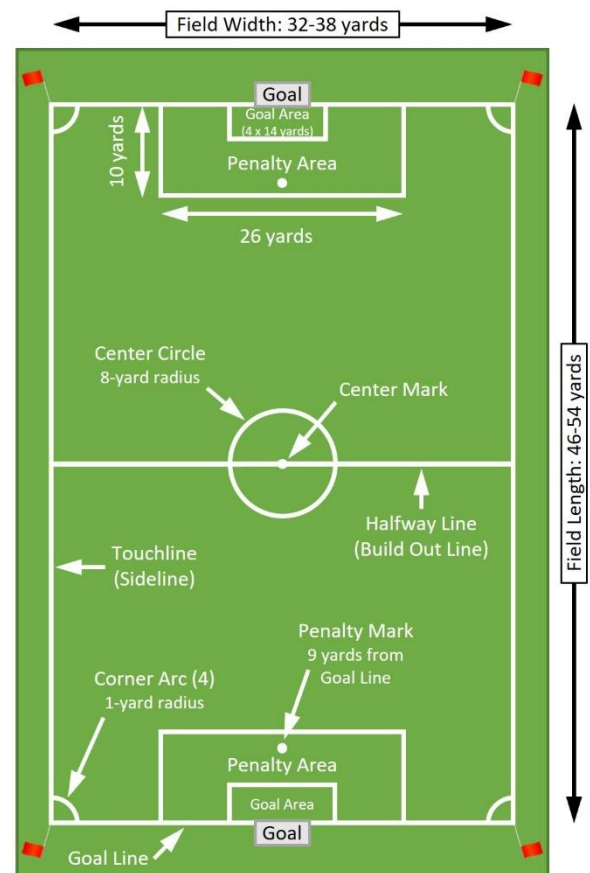 Field Width: 32-38 yards
Goal
Goal Area
(4 x 14 yards)
10 yards
Penalty Area
26 yards
Center Circle
8-yard radius
Center Mark
Field Length: 46-54 yards
Halfway Line
(Build Out Line)
Touchline
(Sideline)
Penalty Mark
9 yards from
Goal Line
Corner Arc (4)
1-yard radius
Penalty Area
Goal Area
Goal
Goal Line